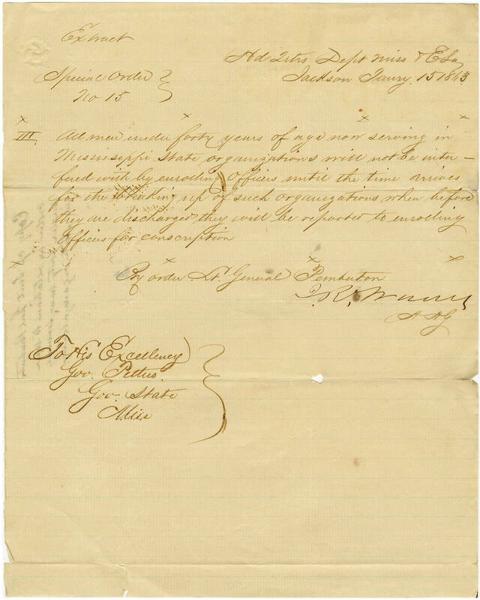 Extract
Hd Qtrs Dept Miss & E La
Jackson Jany. 15 1863
Special Order
No 15
x x x x
III. All men under forty years of age now serving in
Mississippi State organizations will not be inter-
fered with by enrolling Officers until the time arrives
for the breaking up of such organizations, when before
they are discharged, they will be reported to enrolling
Officers for conscription
x x x
By order Lt. General Pemberton
A A G
To His Excellency
Gov. Pettus
Gov. State
Miss